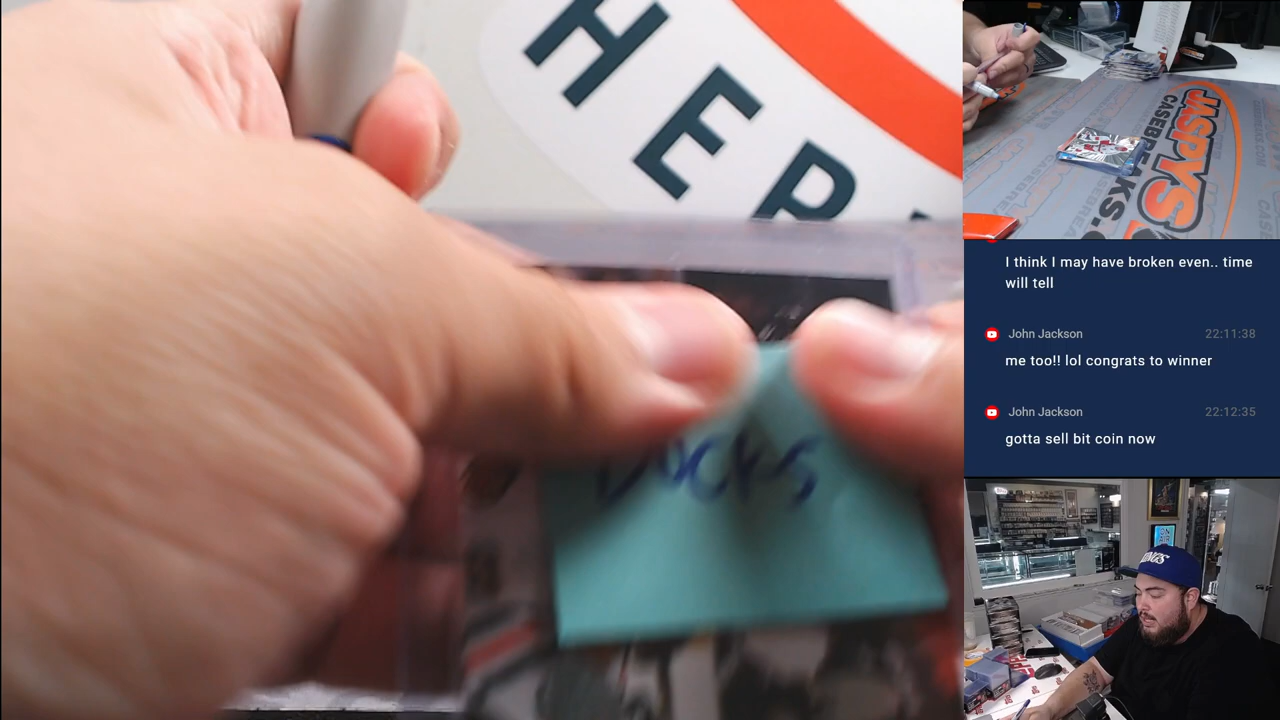 HER
Ducks
JASPYS
CASEBREAKS.
I think I may have broken even.. time
will tell
John Jackson 22:11:38
me too!! lol congrats to winner
John Jackson 22:12:35
gotta sell bit coin now